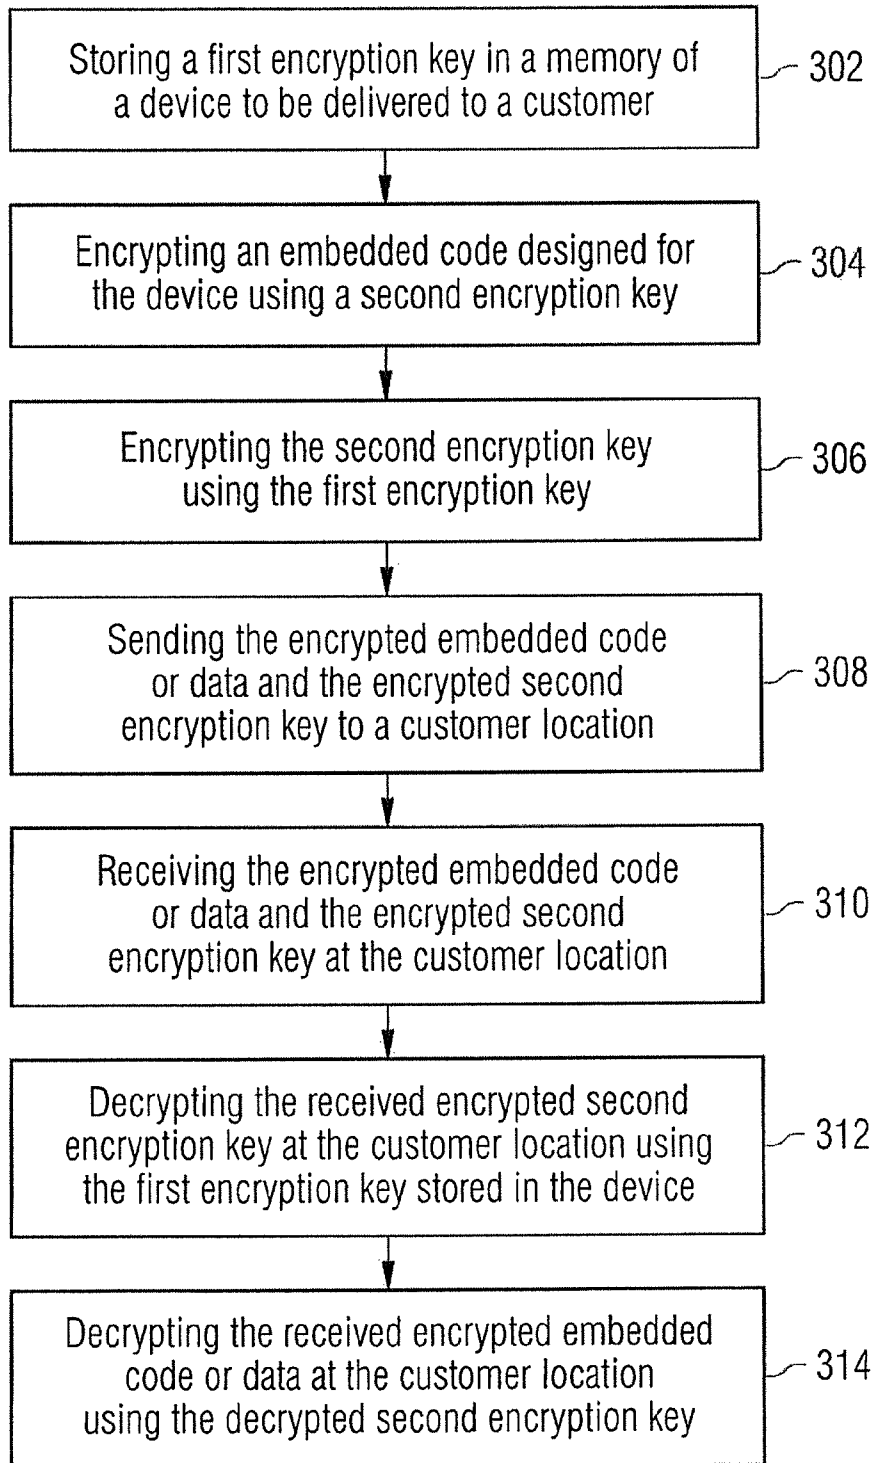 Storing a first encryption key in a memory of
a device to be delivered to a customer
302
Encrypting an embedded code designed for
the device using a second encryption key
304
Encrypting the second encryption key
using the first encryption key
306
Sending the encrypted embedded code
or data and the encrypted second
encryption key to a customer location
308
Receiving the encrypted embedded code
or data and the encrypted second
encryption key at the customer location
310
Decrypting the received encrypted second
encryption key at the customer location using
the first encryption key stored in the device
312
Decrypting the received encrypted embedded
code or data at the customer location
using the decrypted second encryption key
314